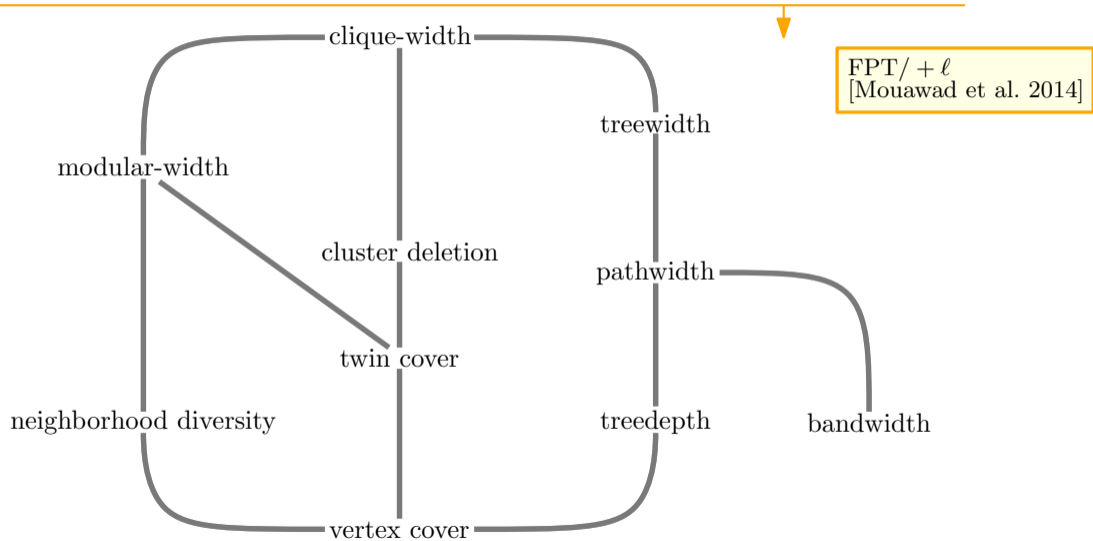 clique-width
FPT/ + ℓ
[Mouawad et al. 2014]
treewidth
modular-width
cluster deletion
pathwidth
twin cover
neighborhood diversity
treedepth
bandwidth
vertex cover